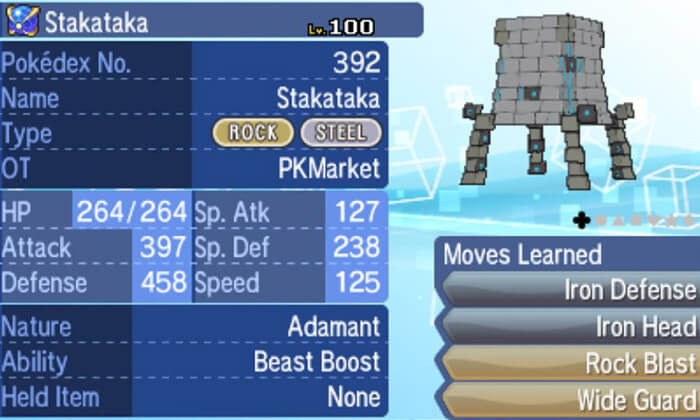 Stakataka Lv.100
Pokédex No. 392
Name Stakataka
Type ROCK STEEL
OT PKMarket
HP 264/264 Sp. Atk 127
Attack 397 Sp. Def 238
Defense 458 Speed 125
Nature Adamant
Ability Beast Boost
Held Item None
Moves Learned
Iron Defense
Iron Head
Rock Blast
Wide Guard